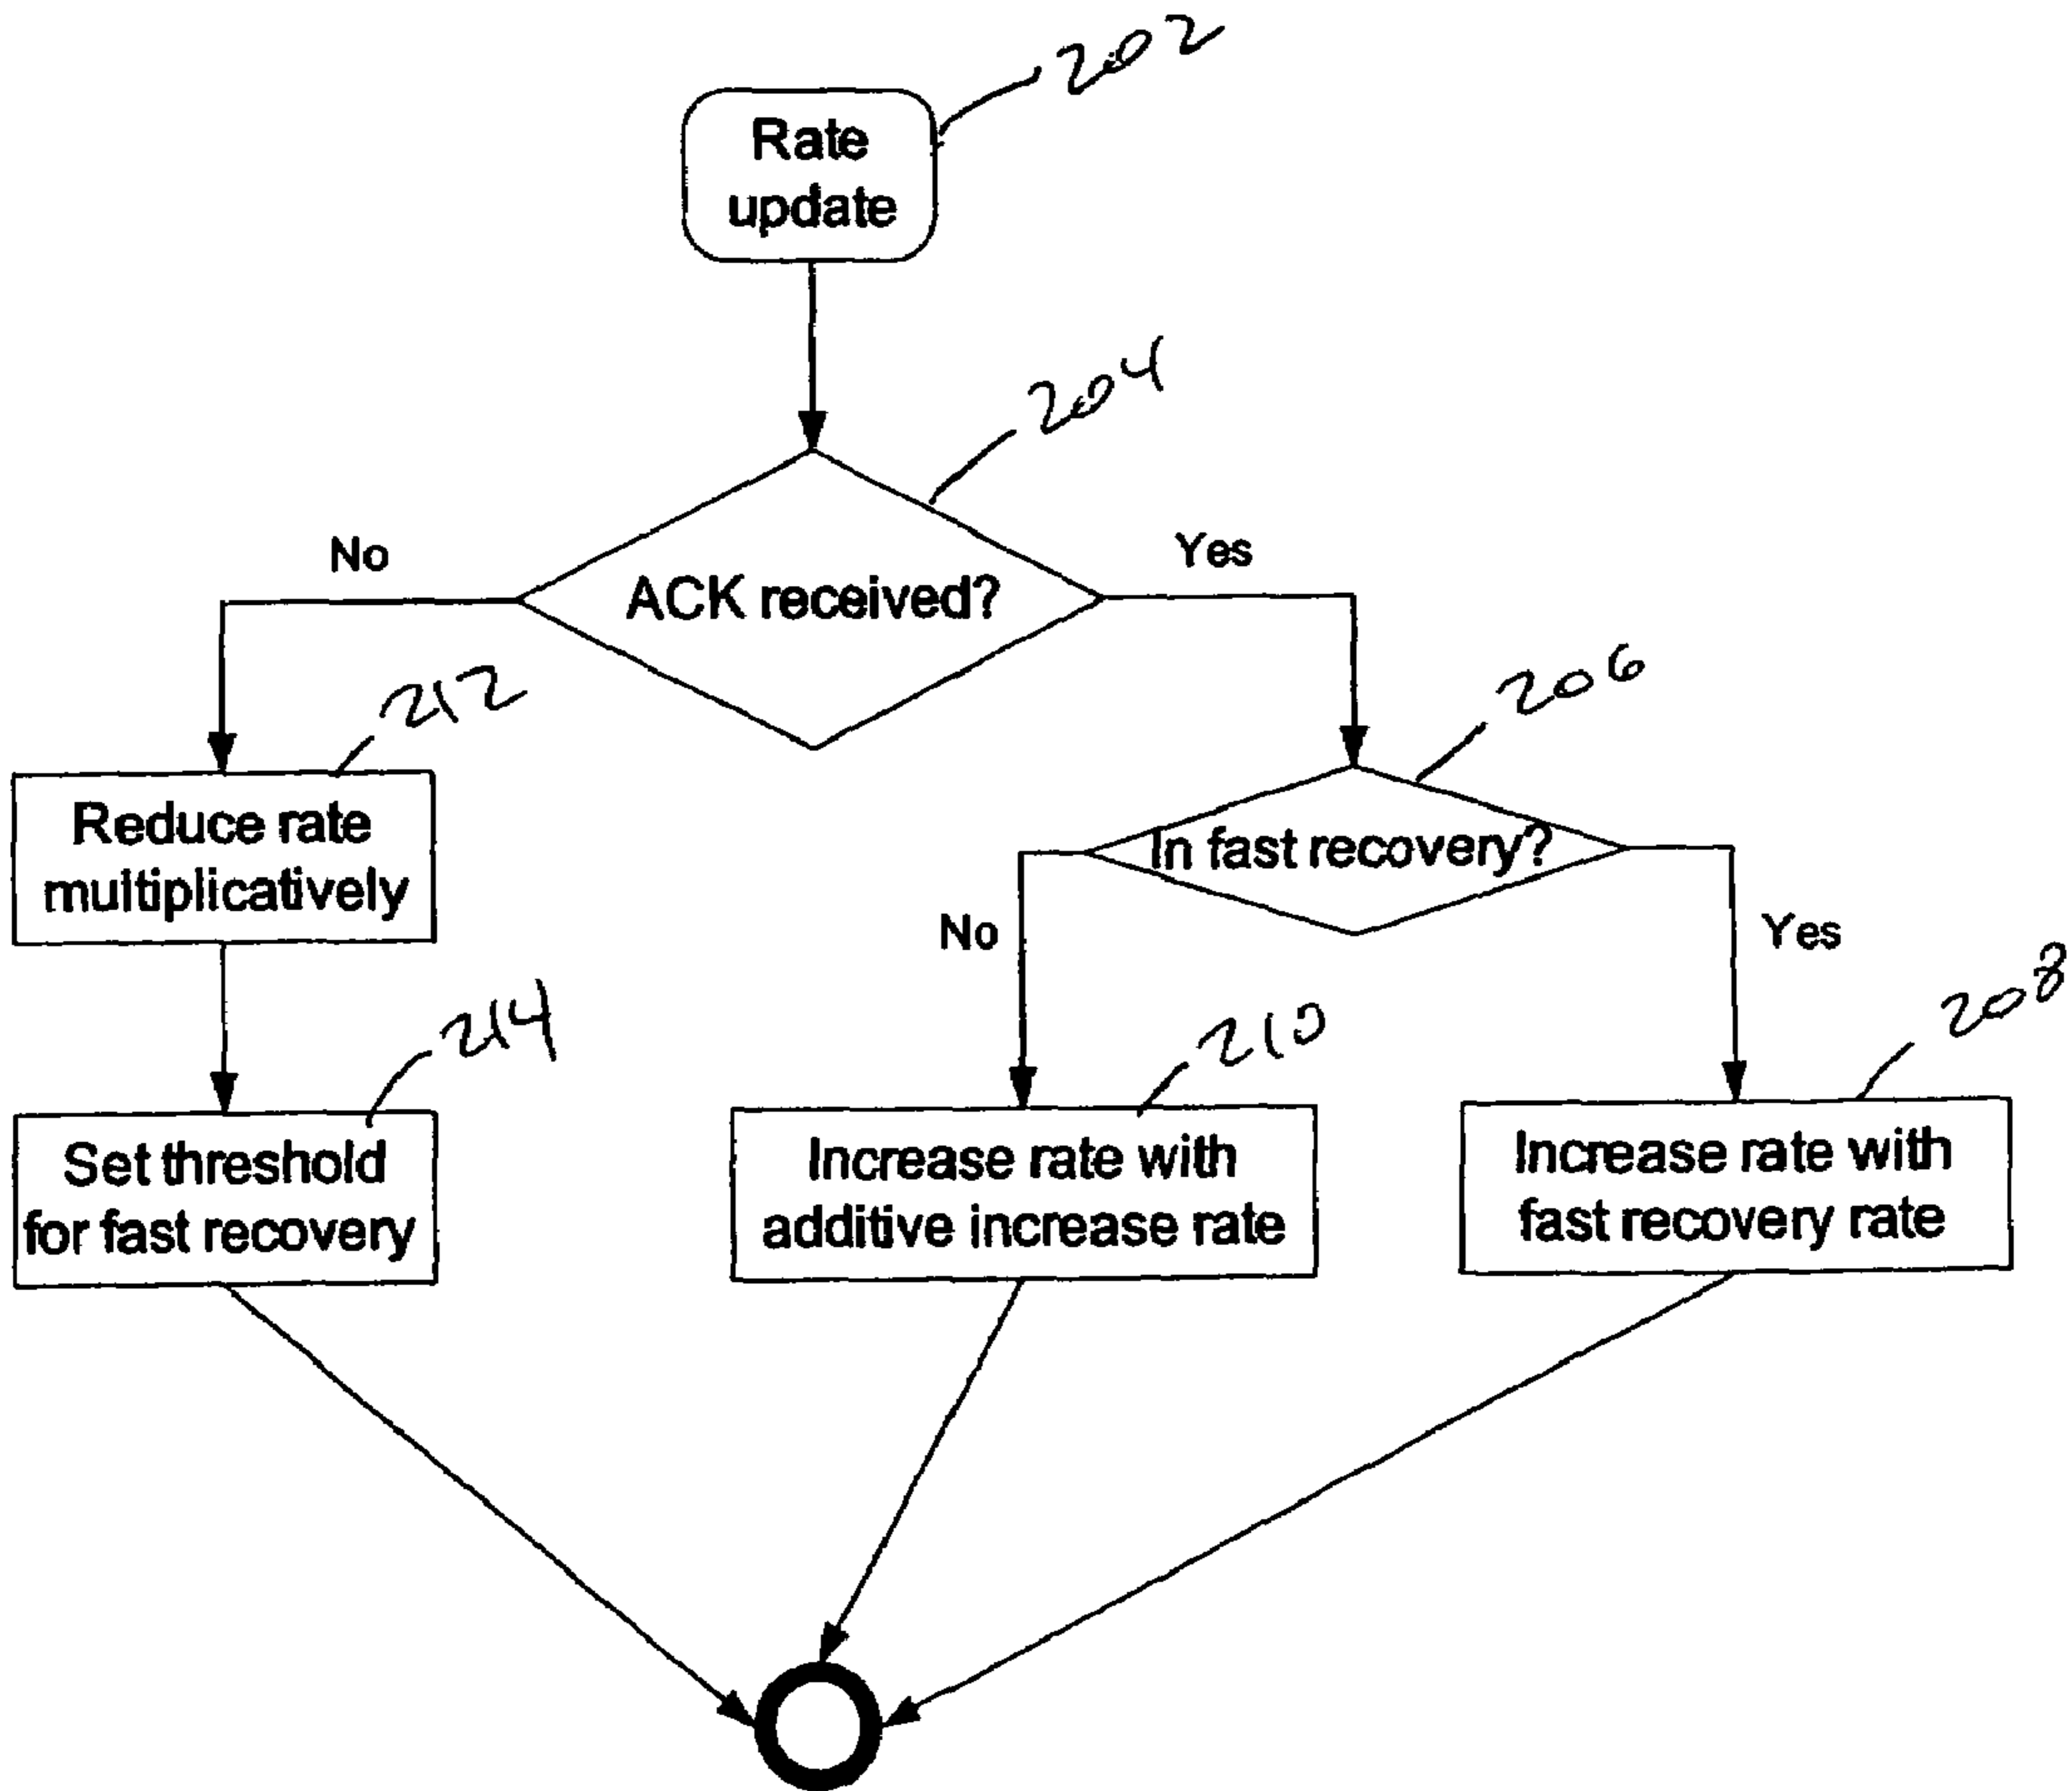 202
Rate
update
204
No
Yes
ACK received?
206
212
Reduce rate
multiplicatively
In fast recovery?
No
Yes
208
214
210
Set threshold
for fast recovery
Increase rate with
additive increase rate
Increase rate with
fast recovery rate